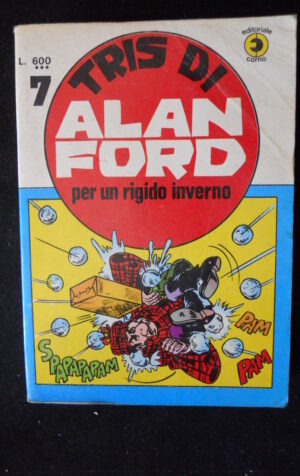 L. 600
***
7
TRIS DI
ALAN
FORD
per un rigido inverno
editoriale
corno
SPAPAPAPAM
PAM
PAM